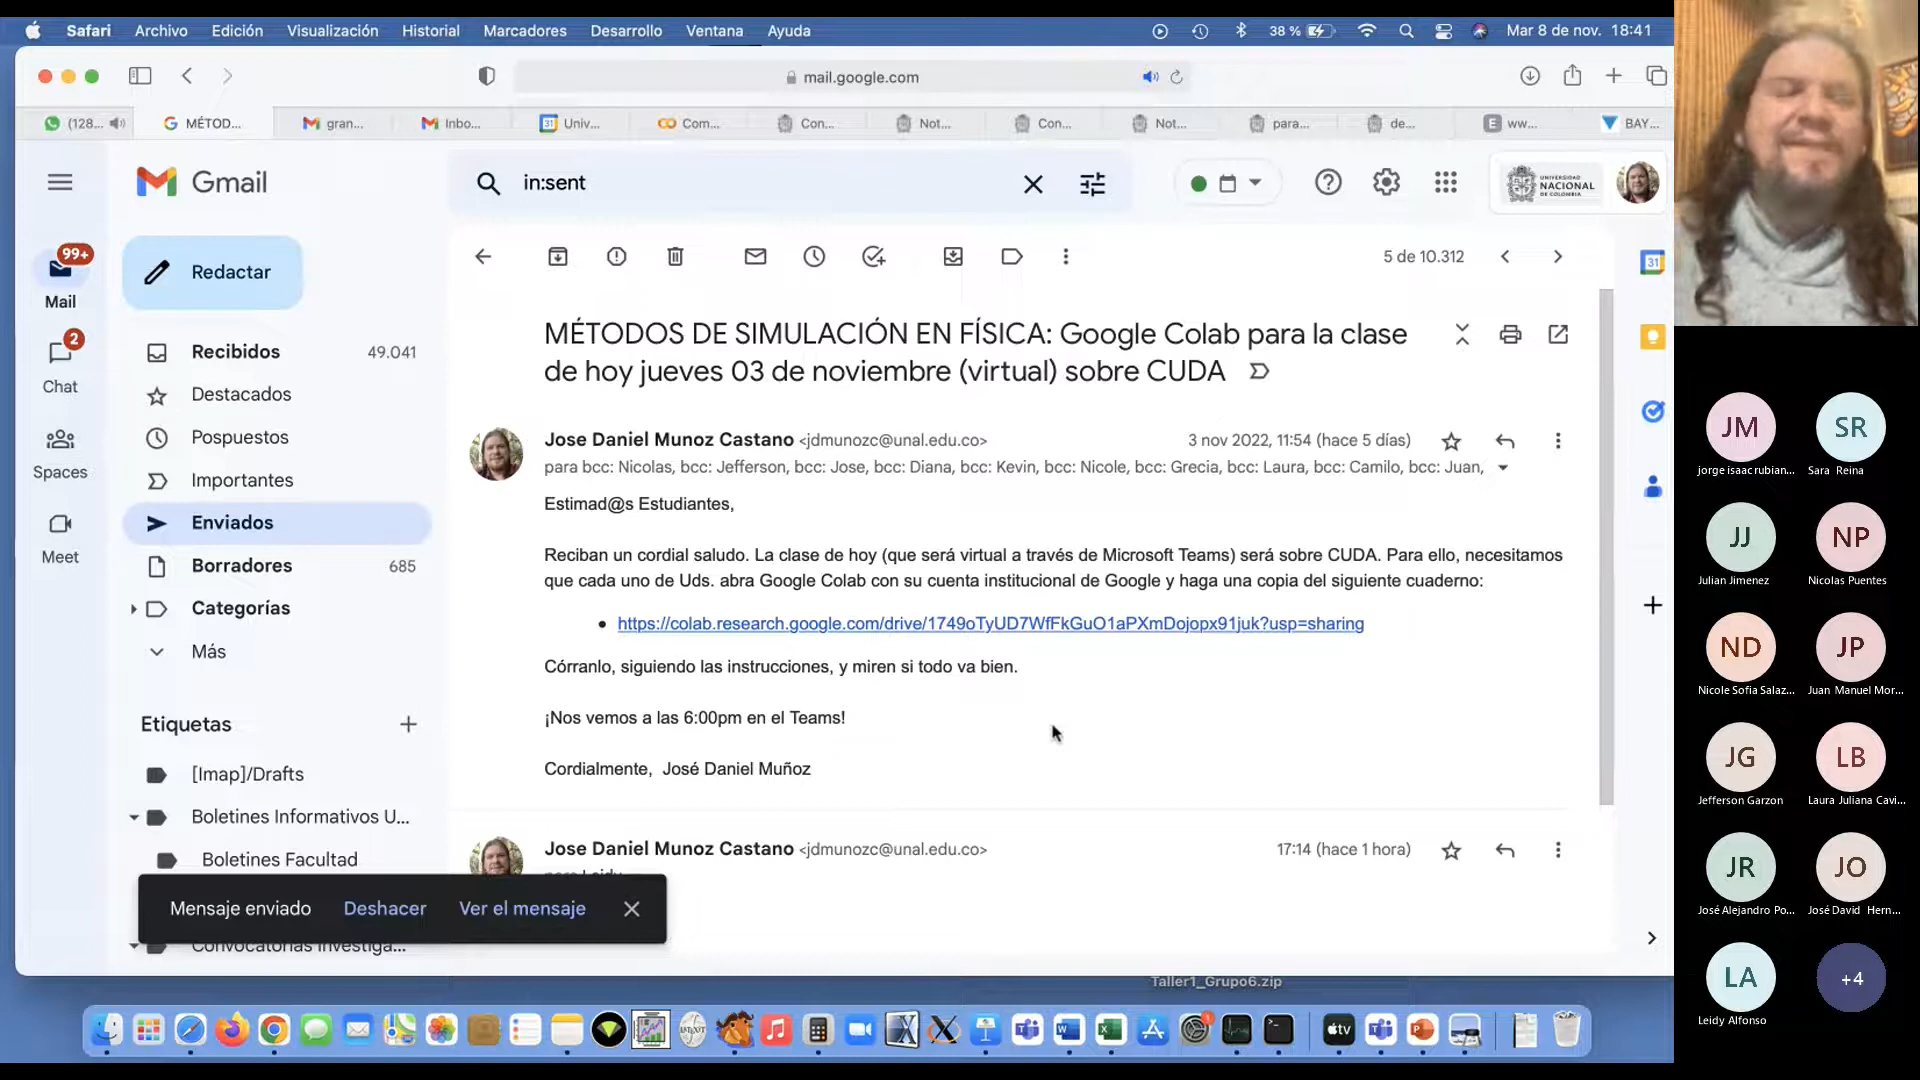 Safari Archivo Edición Visualización Historial Marcadores Desarrollo Ventana Ayuda 38 % Mar 8 de nov. 18:41
mail.google.com
(128... MÉTOD... gran... Inbo... Univ... Com... Con... Not... Con... Not... para... de... ww... BAY...
Gmail
in:sent
UNIVERSIDAD
NACIONAL
DE COLOMBIA
99+
Mail
2
Chat
Spaces
Meet
Redactar
Recibidos 49.041
Destacados
Pospuestos
Importantes
Enviados
Borradores 685
Categorías
Más
Etiquetas
[Imap]/Drafts
Boletines Informativos U...
Boletines Facultad
Convocatorias Investiga...
5 de 10.312
MÉTODOS DE SIMULACIÓN EN FÍSICA: Google Colab para la clase
de hoy jueves 03 de noviembre (virtual) sobre CUDA
Jose Daniel Munoz Castano <jdmunozc@unal.edu.co> 3 nov 2022, 11:54 (hace 5 días)
para bcc: Nicolas, bcc: Jefferson, bcc: Jose, bcc: Diana, bcc: Kevin, bcc: Nicole, bcc: Grecia, bcc: Laura, bcc: Camilo, bcc: Juan,
Estimad@s Estudiantes,
Reciban un cordial saludo. La clase de hoy (que será virtual a través de Microsoft Teams) será sobre CUDA. Para ello, necesitamos
que cada uno de Uds. abra Google Colab con su cuenta institucional de Google y haga una copia del siguiente cuaderno:
• https://colab.research.google.com/drive/1749oTyUD7WfFkGuO1aPXmDojopx91juk?usp=sharing
Córranlo, siguiendo las instrucciones, y miren si todo va bien.
¡Nos vemos a las 6:00pm en el Teams!
Cordialmente, José Daniel Muñoz
Jose Daniel Munoz Castano <jdmunozc@unal.edu.co> 17:14 (hace 1 hora)
para Leidy
Mensaje enviado Deshacer Ver el mensaje
Taller1_Grupo6.zip
JM SR
jorge isaac rubian... Sara Reina
JJ NP
Julian Jimenez Nicolas Puentes
ND JP
Nicole Sofia Salaz... Juan Manuel Mor...
JG LB
Jefferson Garzon Laura Juliana Cavi...
JR JO
José Alejandro Po... José David Hern...
LA +4
Leidy Alfonso